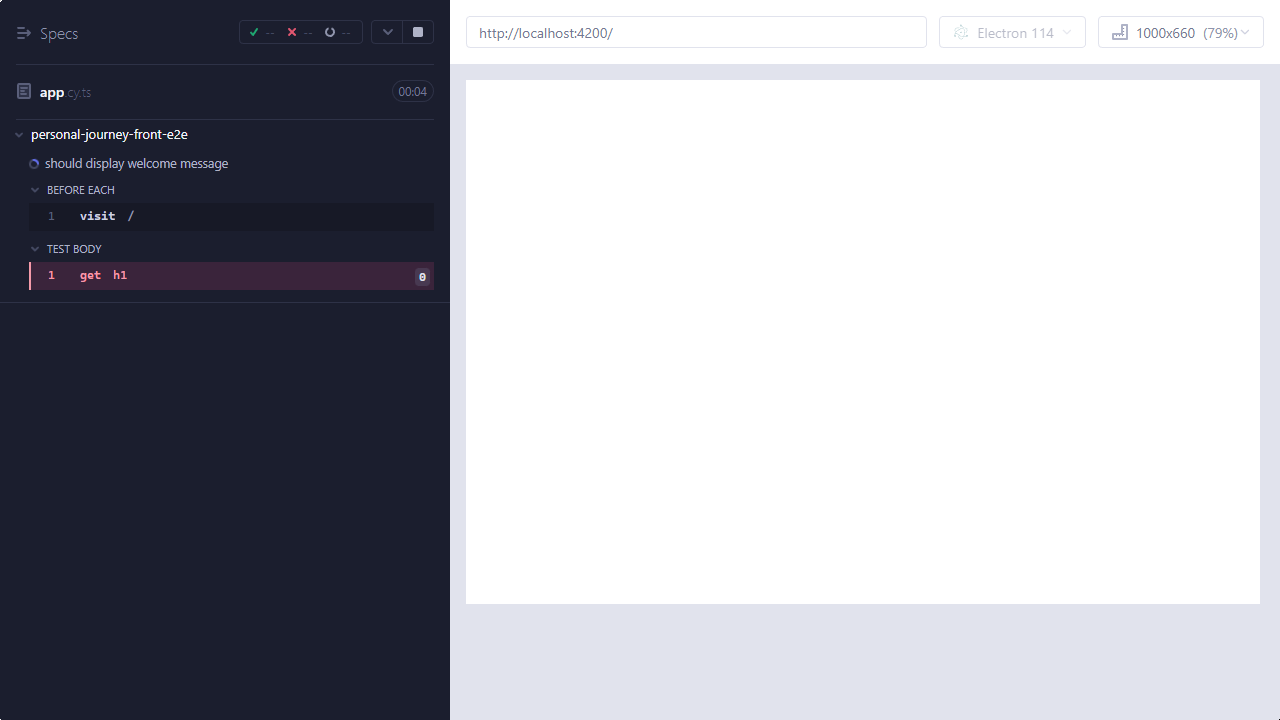 Specs
-- -- --
app.cy.ts
00:04
personal-journey-front-e2e
should display welcome message
BEFORE EACH
1 visit /
TEST BODY
1 get h1 0
http://localhost:4200/
Electron 114
1000x660 (79%)